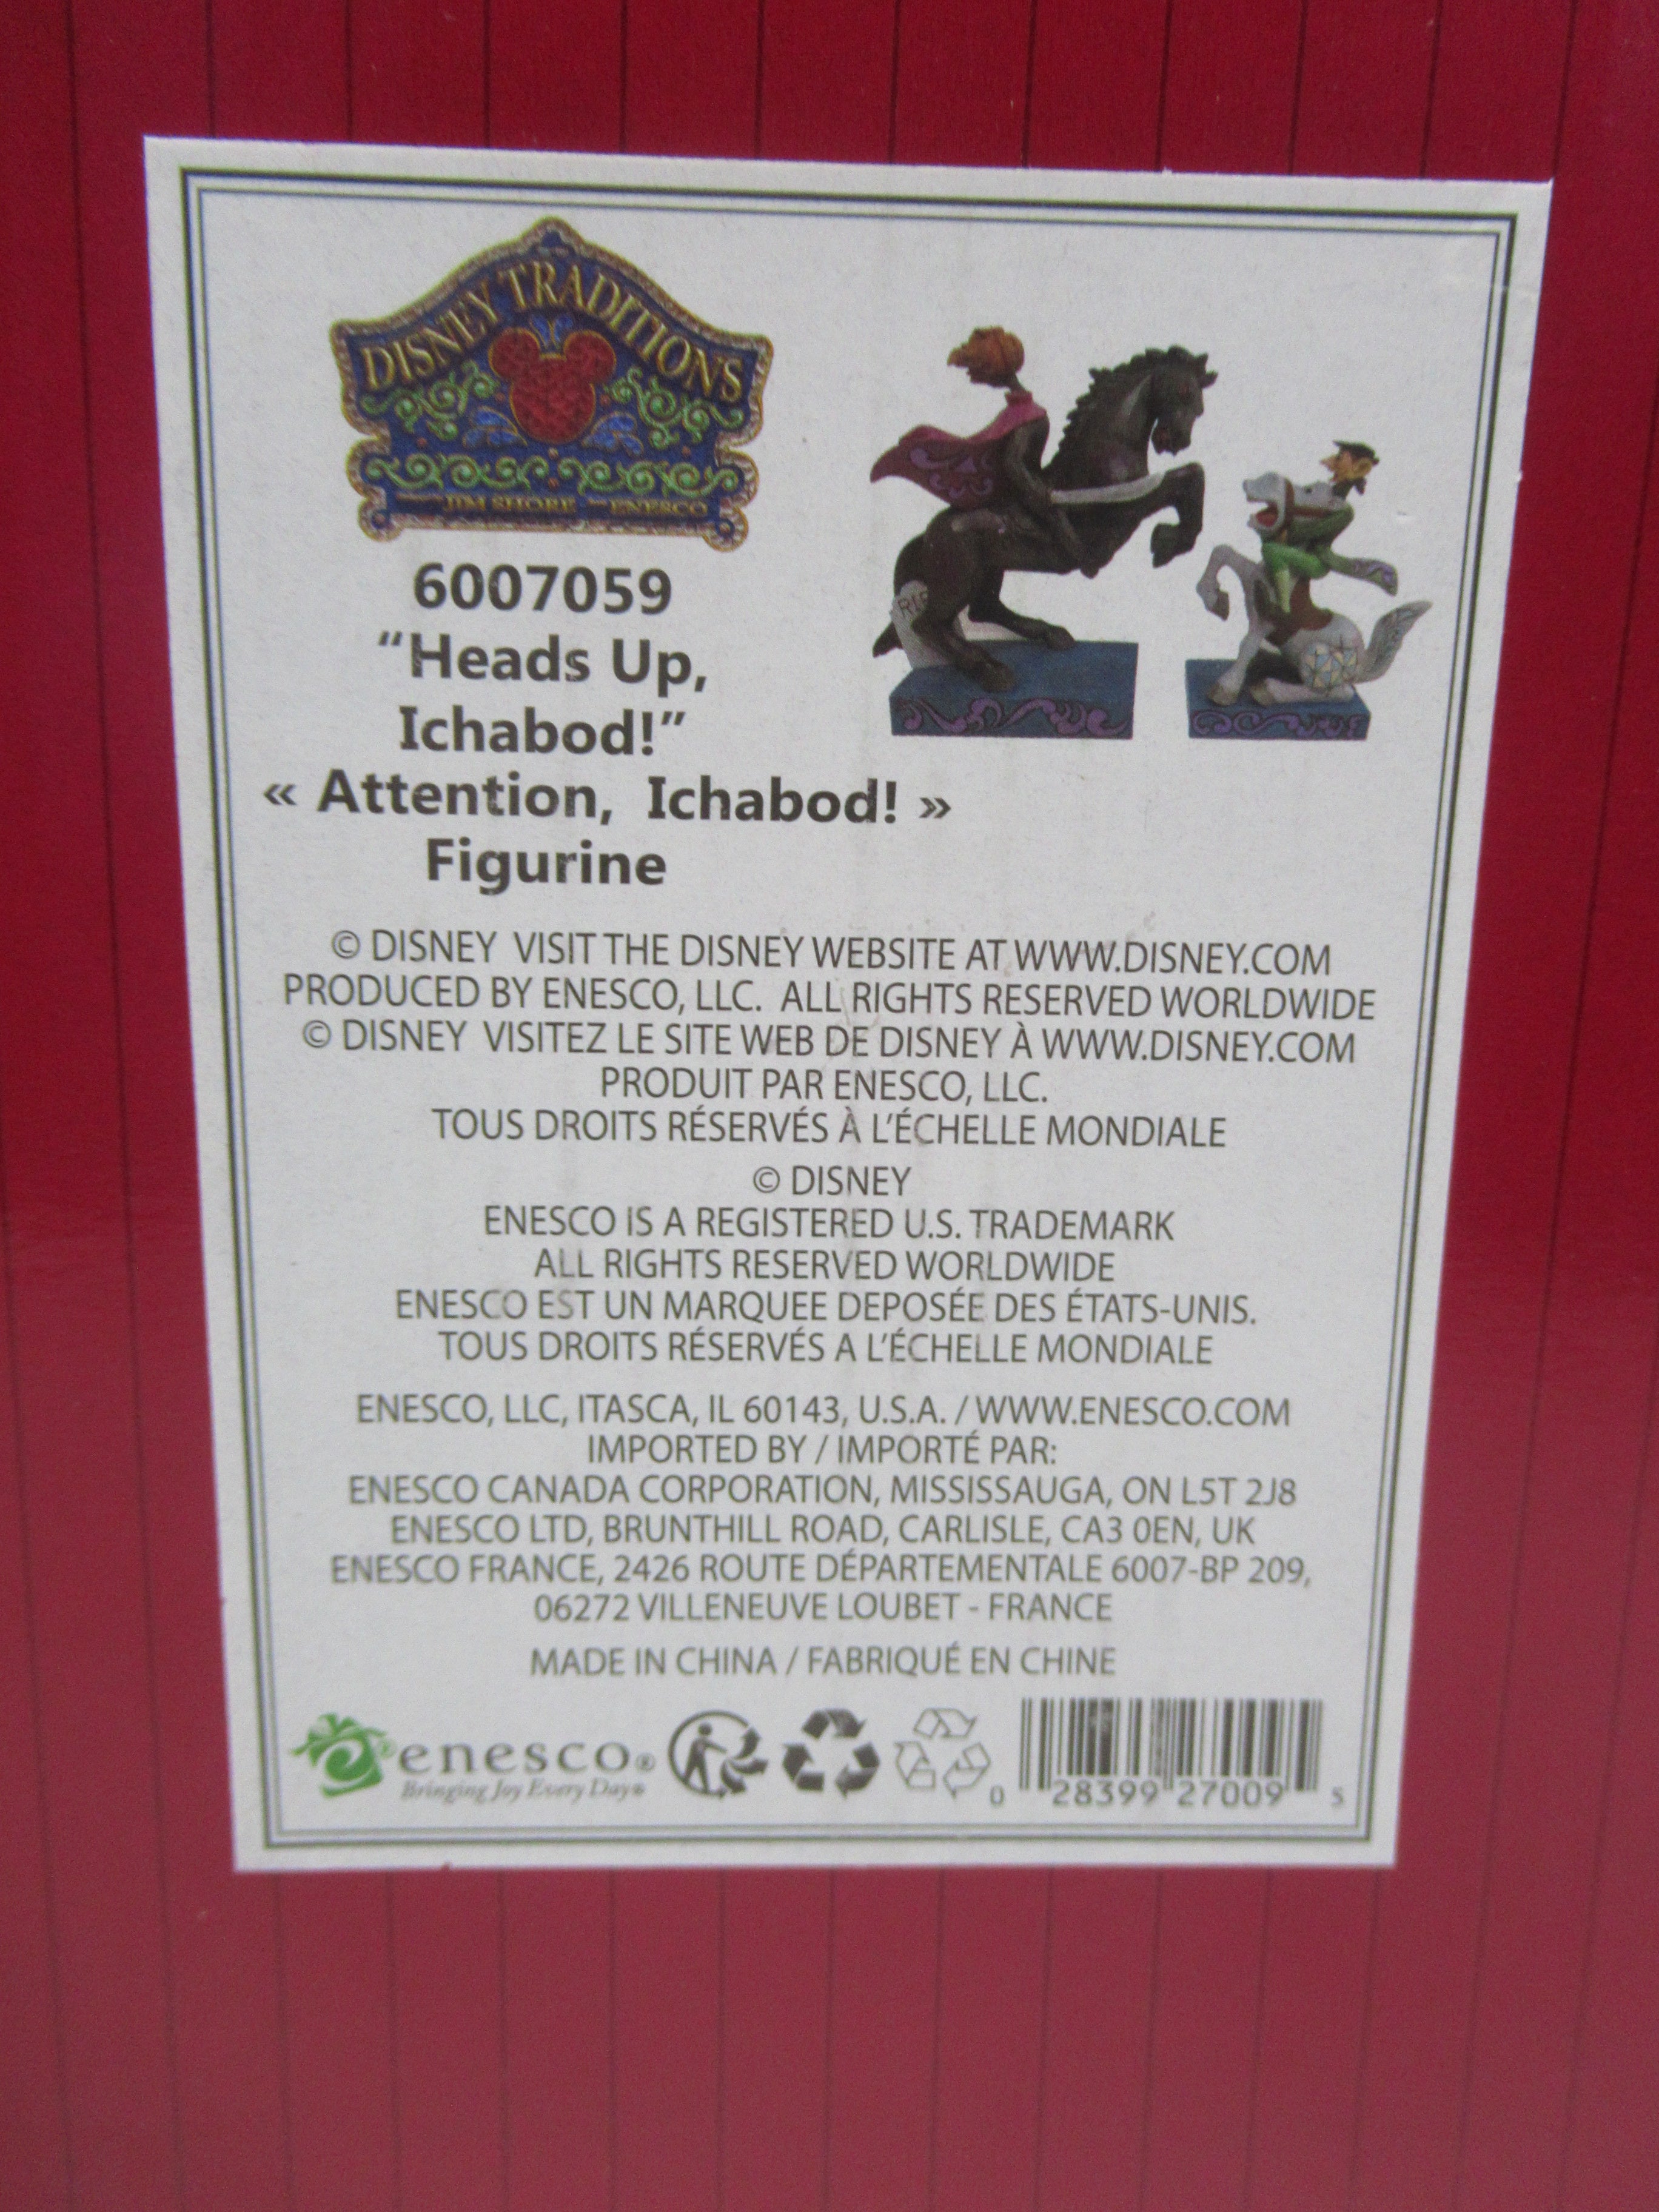 DISNEY TRADITIONS
JIM SHORE ENESCO
RIP
6007059
“Heads Up,
Ichabod!”
« Attention, Ichabod! »
Figurine
© DISNEY VISIT THE DISNEY WEBSITE AT WWW.DISNEY.COM
PRODUCED BY ENESCO, LLC. ALL RIGHTS RESERVED WORLDWIDE
© DISNEY VISITEZ LE SITE WEB DE DISNEY À WWW.DISNEY.COM
PRODUIT PAR ENESCO, LLC.
TOUS DROITS RÉSERVÉS À L’ÉCHELLE MONDIALE
© DISNEY
ENESCO IS A REGISTERED U.S. TRADEMARK
ALL RIGHTS RESERVED WORLDWIDE
ENESCO EST UN MARQUEE DEPOSÉE DES ÉTATS-UNIS.
TOUS DROITS RÉSERVÉS A L’ÉCHELLE MONDIALE
ENESCO, LLC, ITASCA, IL 60143, U.S.A. / WWW.ENESCO.COM
IMPORTED BY / IMPORTÉ PAR:
ENESCO CANADA CORPORATION, MISSISSAUGA, ON L5T 2J8
ENESCO LTD, BRUNTHILL ROAD, CARLISLE, CA3 0EN, UK
ENESCO FRANCE, 2426 ROUTE DÉPARTEMENTALE 6007-BP 209,
06272 VILLENEUVE LOUBET - FRANCE
MADE IN CHINA / FABRIQUÉ EN CHINE
enesco®
Bringing Joy Every Day®
0 28399 27009 5